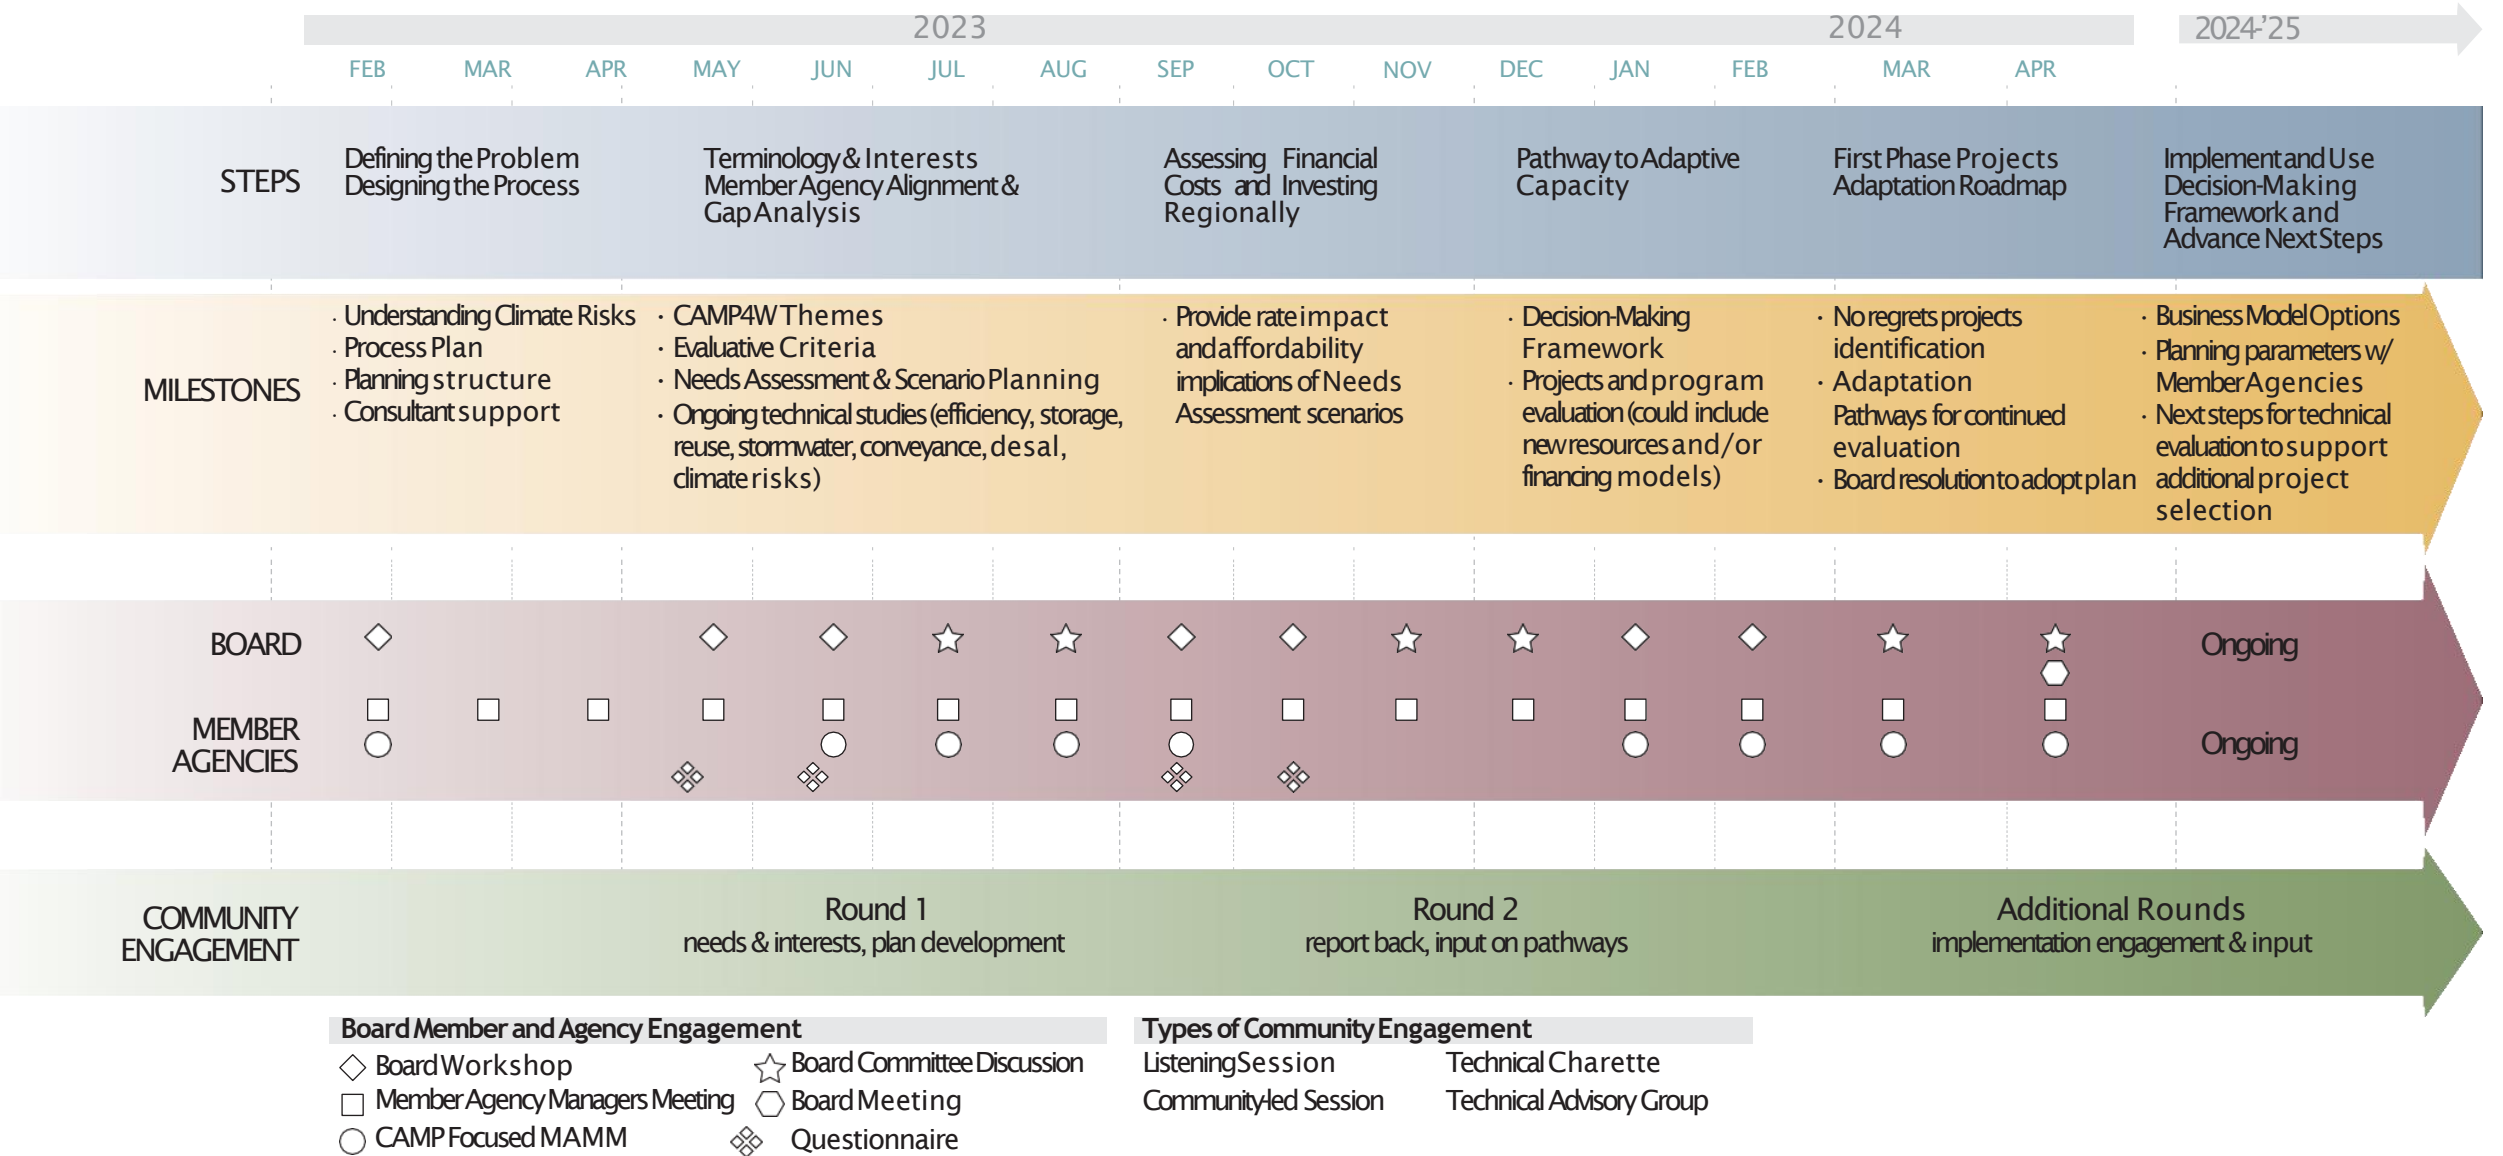 2023
2024
2024-'25
FEB
MAR
APR
MAY
JUN
JUL
AUG
SEP
OCT
NOV
DEC
JAN
FEB
MAR
APR
STEPS
Defining the Problem
Designing the Process
Terminology & Interests
Member Agency Alignment &
Gap Analysis
Assessing Financial
Costs and Investing
Regionally
Pathway to Adaptive
Capacity
First Phase Projects
Adaptation Roadmap
Implement and Use
Decision-Making
Framework and
Advance Next Steps
MILESTONES
· Understanding Climate Risks
· Process Plan
· Planning structure
· Consultant support
· CAMP4W Themes
· Evaluative Criteria
· Needs Assessment & Scenario Planning
· Ongoing technical studies (efficiency, storage,
reuse, stormwater, conveyance, desal,
climate risks)
· Provide rate impact
and affordability
implications of Needs
Assessment scenarios
· Decision-Making
Framework
· Projects and program
evaluation (could include
new resources and/or
financing models)
· No regrets projects
identification
· Adaptation
Pathways for continued
evaluation
· Board resolution to adopt plan
· Business Model Options
· Planning parameters w/
Member Agencies
· Next steps for technical
evaluation to support
additional project
selection
BOARD
Ongoing
MEMBER
AGENCIES
Ongoing
COMMUNITY
ENGAGEMENT
Round 1
needs & interests, plan development
Round 2
report back, input on pathways
Additional Rounds
implementation engagement & input
Board Member and Agency Engagement
Board Workshop
Board Committee Discussion
Member Agency Managers Meeting
Board Meeting
CAMP Focused MAMM
Questionnaire
Types of Community Engagement
Listening Session
Technical Charette
Community-led Session
Technical Advisory Group